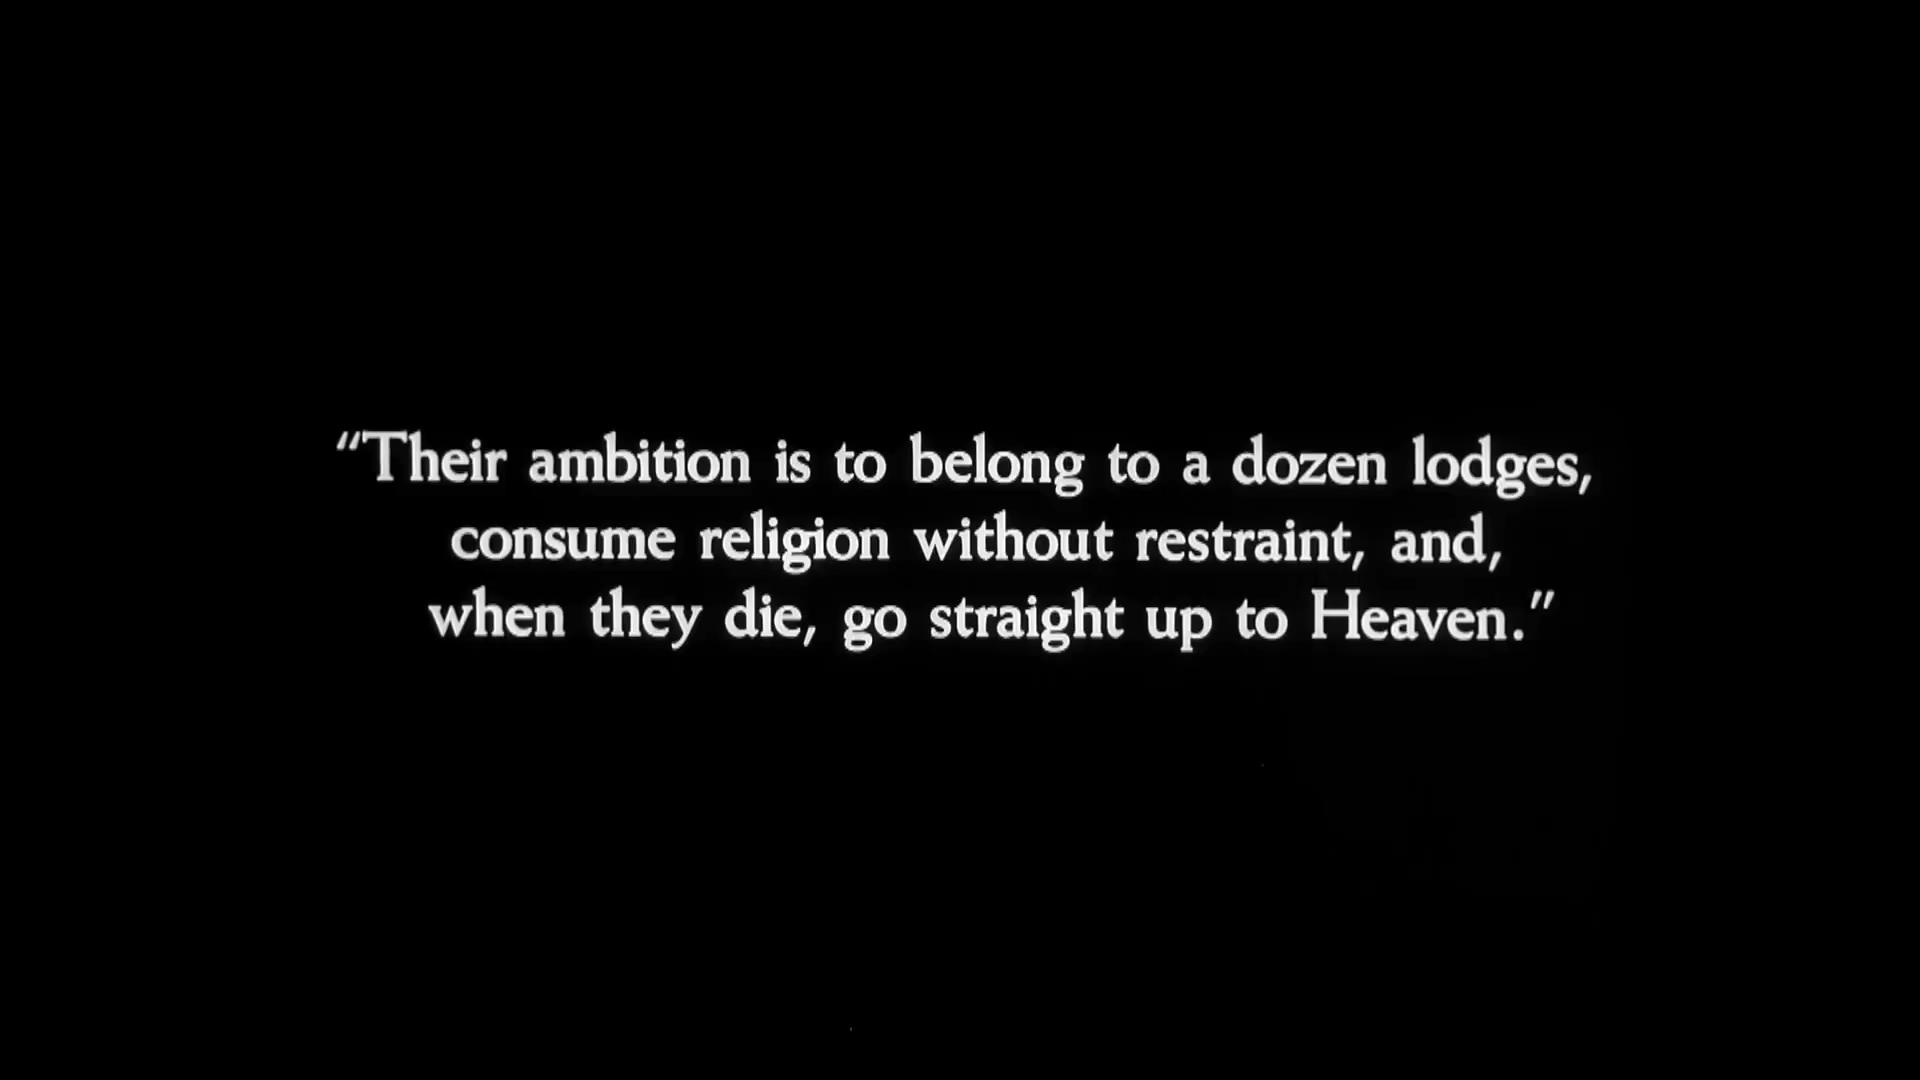 “Their ambition is to belong to a dozen lodges,
consume religion without restraint, and,
when they die, go straight up to Heaven.”